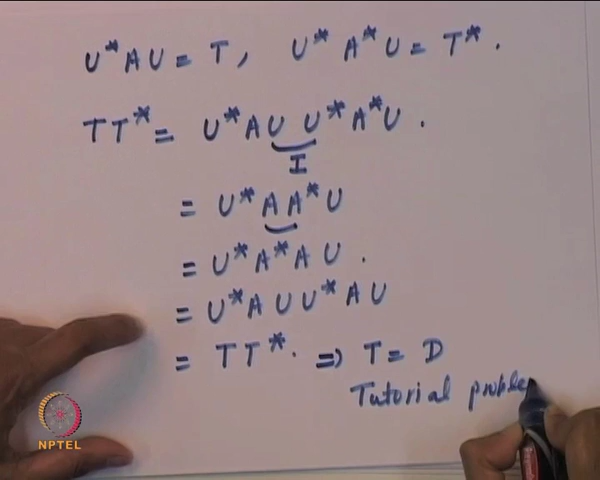 U*AU = T, U*A*U = T*.
TT* = U*AU U*A*U.
I
= U*AA*U
= U*A*AU.
= U*AUU*AU
= TT*. ⇒ T = D
Tutorial proble
NPTEL